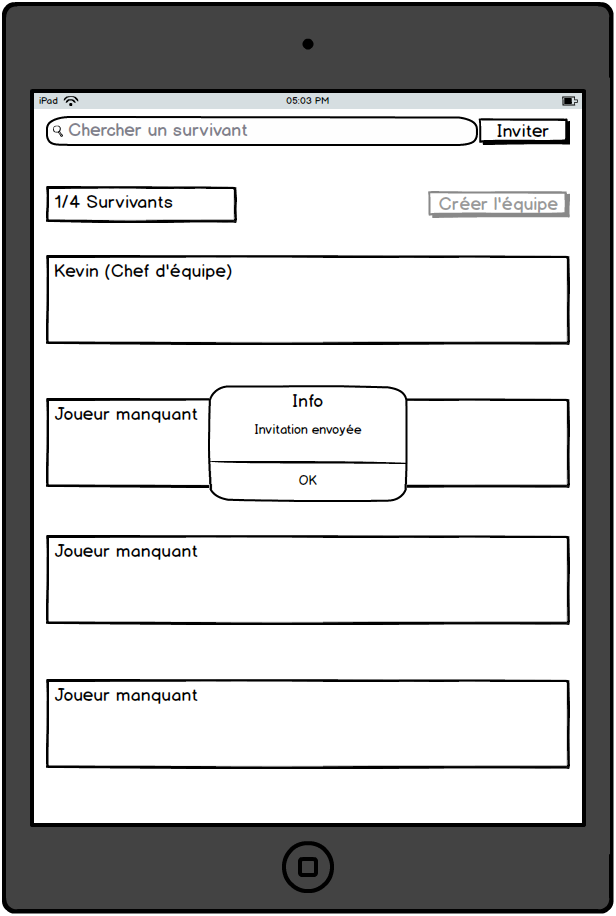 iPad 05:03 PM
Chercher un survivant Inviter
1/4 Survivants Créer l'équipe
Kevin (Chef d'équipe)
Joueur manquant
Info
Invitation envoyée
OK
Joueur manquant
Joueur manquant